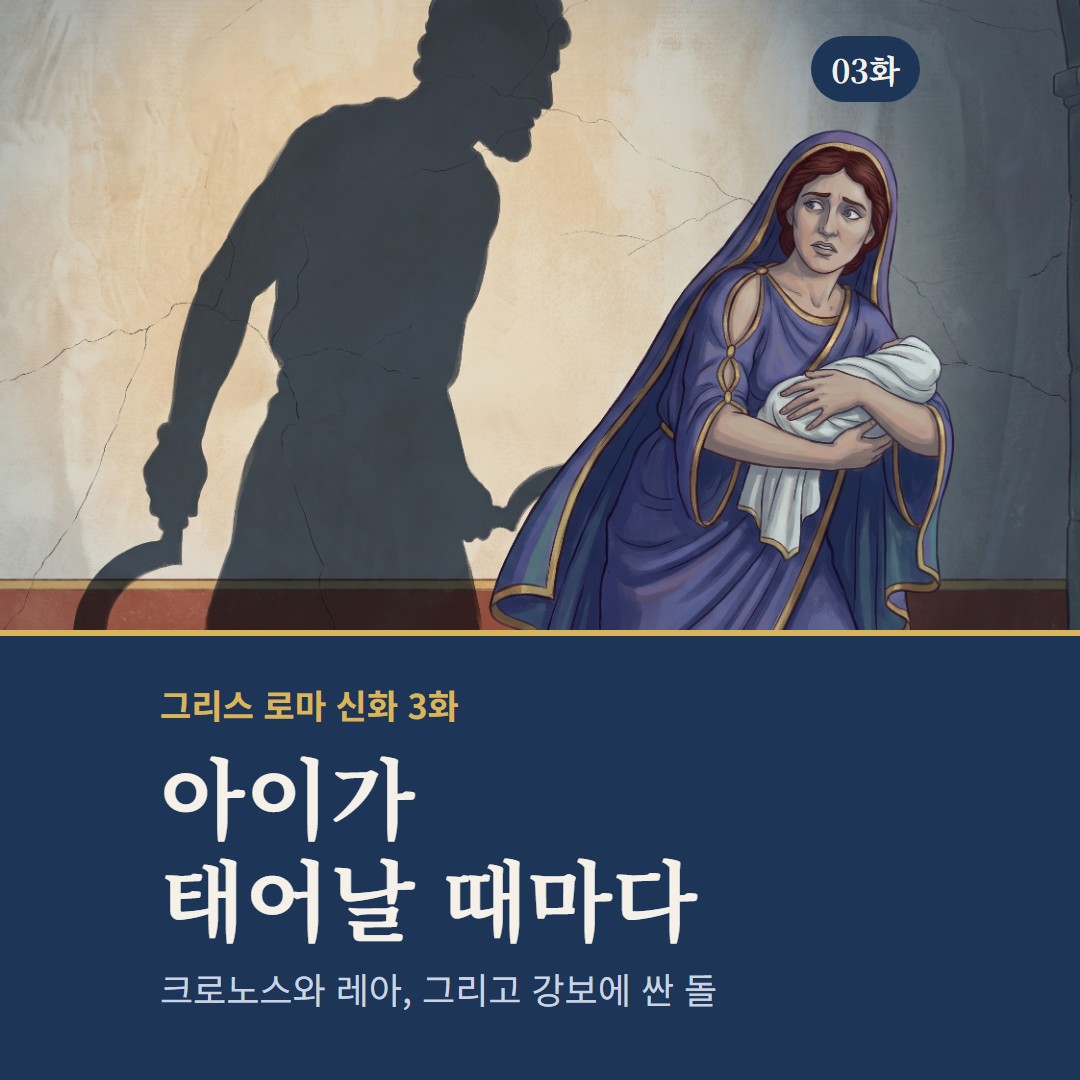 03화
그리스 로마 신화 3화
아이가
태어날 때마다
크로노스와 레아, 그리고 강보에 싼 돌